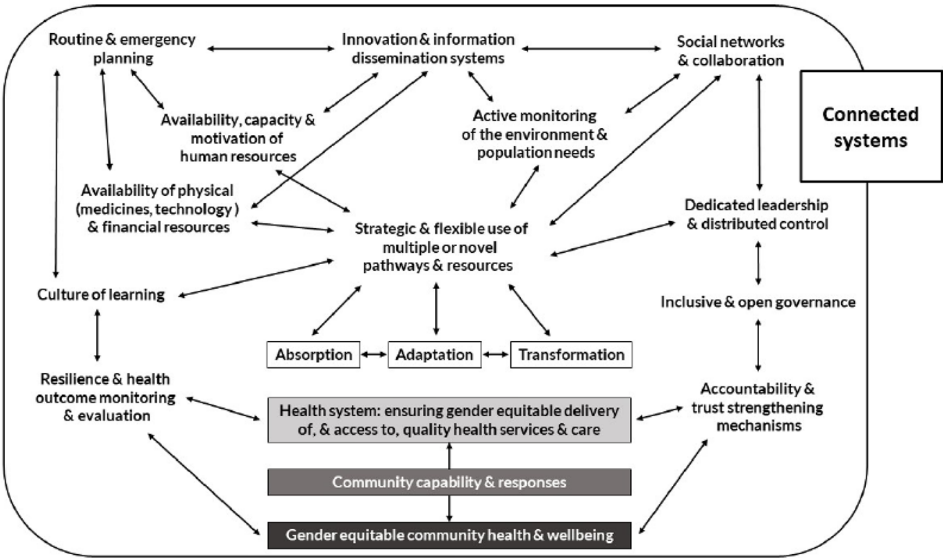 Routine & emergency
planning
Innovation & information
dissemination systems
Social networks
& collaboration
Connected
systems
Availability, capacity &
motivation of
human resources
Active monitoring
of the environment &
population needs
Availability of physical
(medicines, technology )
& financial resources
Strategic & flexible use of
multiple or novel
pathways & resources
Dedicated leadership
& distributed control
Culture of learning
Inclusive & open governance
Absorption
Adaptation
Transformation
Resilience & health
outcome monitoring
& evaluation
Health system: ensuring gender equitable delivery
of, & access to, quality health services & care
Accountability &
trust strengthening
mechanisms
Community capability & responses
Gender equitable community health & wellbeing